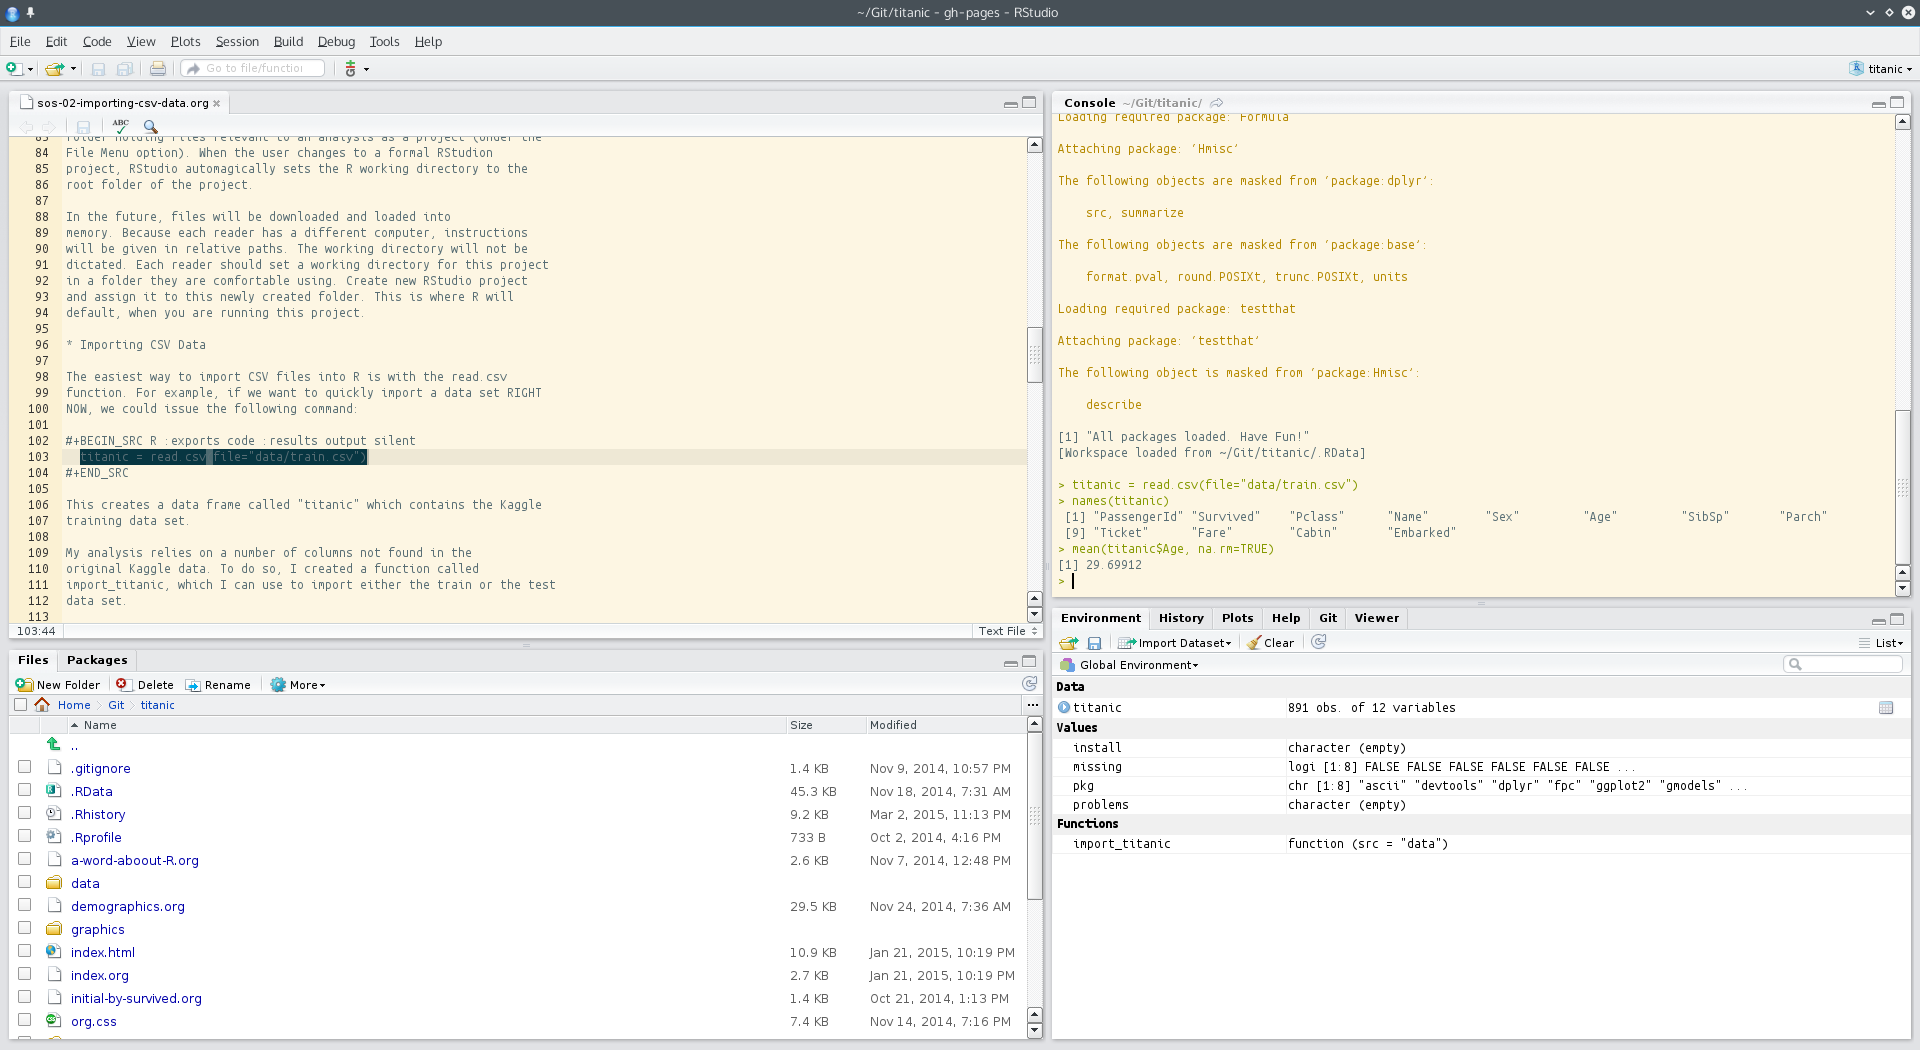 ~/Git/titanic - gh-pages - RStudio
File Edit Code View Plots Session Build Debug Tools Help
Go to file/function
titanic
sos-02-importing-csv-data.org
ABC
83 folder holding files relevant to an analysis as a project (under the
84 File Menu option). When the user changes to a formal RStudion
85 project, RStudio automagically sets the R working directory to the
86 root folder of the project.
87
88 In the future, files will be downloaded and loaded into
89 memory. Because each reader has a different computer, instructions
90 will be given in relative paths. The working directory will not be
91 dictated. Each reader should set a working directory for this project
92 in a folder they are comfortable using. Create new RStudio project
93 and assign it to this newly created folder. This is where R will
94 default, when you are running this project.
95
96 * Importing CSV Data
97
98 The easiest way to import CSV files into R is with the read.csv
99 function. For example, if we want to quickly import a data set RIGHT
100 NOW, we could issue the following command:
101
102 #+BEGIN_SRC R :exports code :results output silent
103 titanic = read.csv(file="data/train.csv")
104 #+END_SRC
105
106 This creates a data frame called "titanic" which contains the Kaggle
107 training data set.
108
109 My analysis relies on a number of columns not found in the
110 original Kaggle data. To do so, I created a function called
111 import_titanic, which I can use to import either the train or the test
112 data set.
113
103:44 Text File
Console ~/Git/titanic/
Loading required package: Formula
Attaching package: ‘Hmisc’
The following objects are masked from ‘package:dplyr’:
src, summarize
The following objects are masked from ‘package:base’:
format.pval, round.POSIXt, trunc.POSIXt, units
Loading required package: testthat
Attaching package: ‘testthat’
The following object is masked from ‘package:Hmisc’:
describe
[1] "All packages loaded. Have Fun!"
[Workspace loaded from ~/Git/titanic/.RData]
> titanic = read.csv(file="data/train.csv")
> names(titanic)
[1] "PassengerId" "Survived" "Pclass" "Name" "Sex" "Age" "SibSp" "Parch"
[9] "Ticket" "Fare" "Cabin" "Embarked"
> mean(titanic$Age, na.rm=TRUE)
[1] 29.69912
>
Files Packages
New Folder Delete Rename More
Home Git titanic ...
Name Size Modified
..
.gitignore 1.4 KB Nov 9, 2014, 10:57 PM
.RData 45.3 KB Nov 18, 2014, 7:31 AM
.Rhistory 9.2 KB Mar 2, 2015, 11:13 PM
.Rprofile 733 B Oct 2, 2014, 4:16 PM
a-word-aboout-R.org 2.6 KB Nov 7, 2014, 12:48 PM
data
demographics.org 29.5 KB Nov 24, 2014, 7:36 AM
graphics
index.html 10.9 KB Jan 21, 2015, 10:19 PM
index.org 2.7 KB Jan 21, 2015, 10:19 PM
initial-by-survived.org 1.4 KB Oct 21, 2014, 1:13 PM
org.css 7.4 KB Nov 14, 2014, 7:16 PM
Environment History Plots Help Git Viewer
Import Dataset Clear List
Global Environment
Data
titanic 891 obs. of 12 variables
Values
install character (empty)
missing logi [1:8] FALSE FALSE FALSE FALSE FALSE FALSE ...
pkg chr [1:8] "ascii" "devtools" "dplyr" "fpc" "ggplot2" "gmodels" ...
problems character (empty)
Functions
import_titanic function (src = "data")